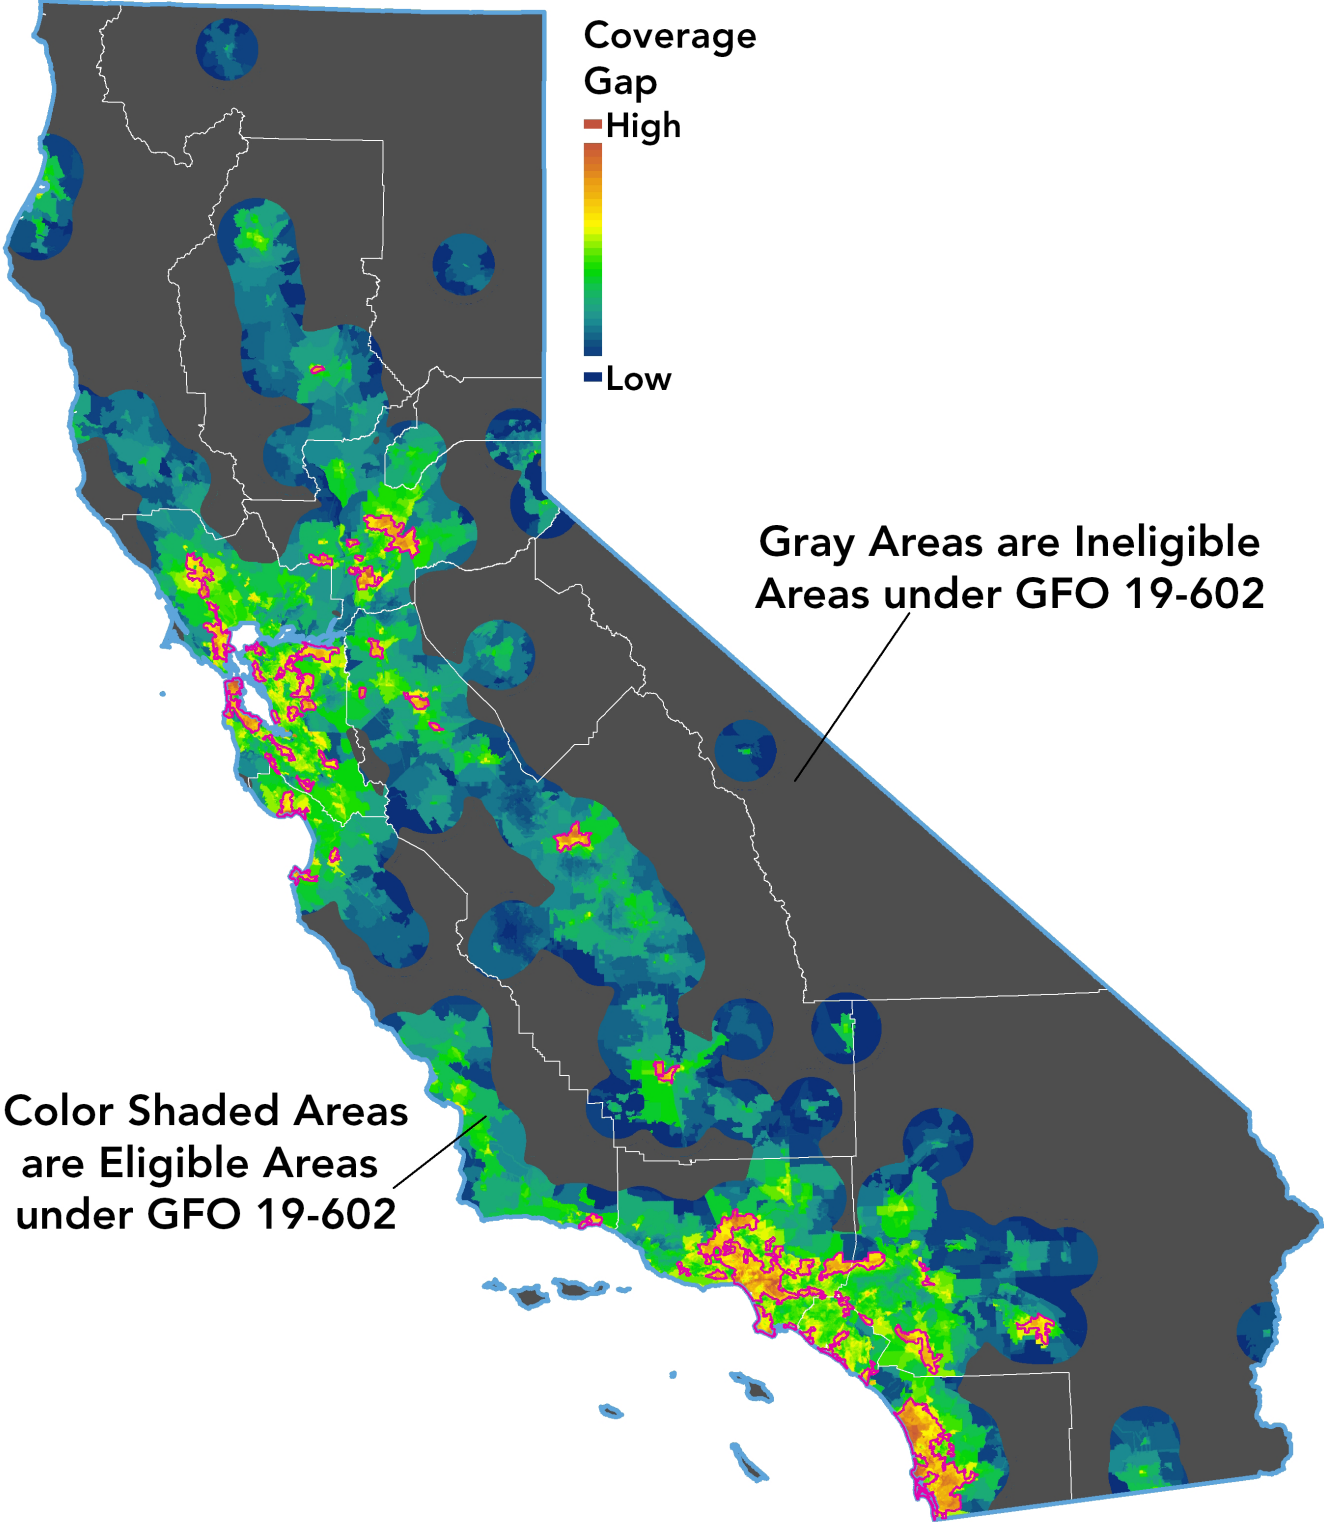 Coverage
Gap
High
Low
Gray Areas are Ineligible
Areas under GFO 19-602
Color Shaded Areas
are Eligible Areas
under GFO 19-602